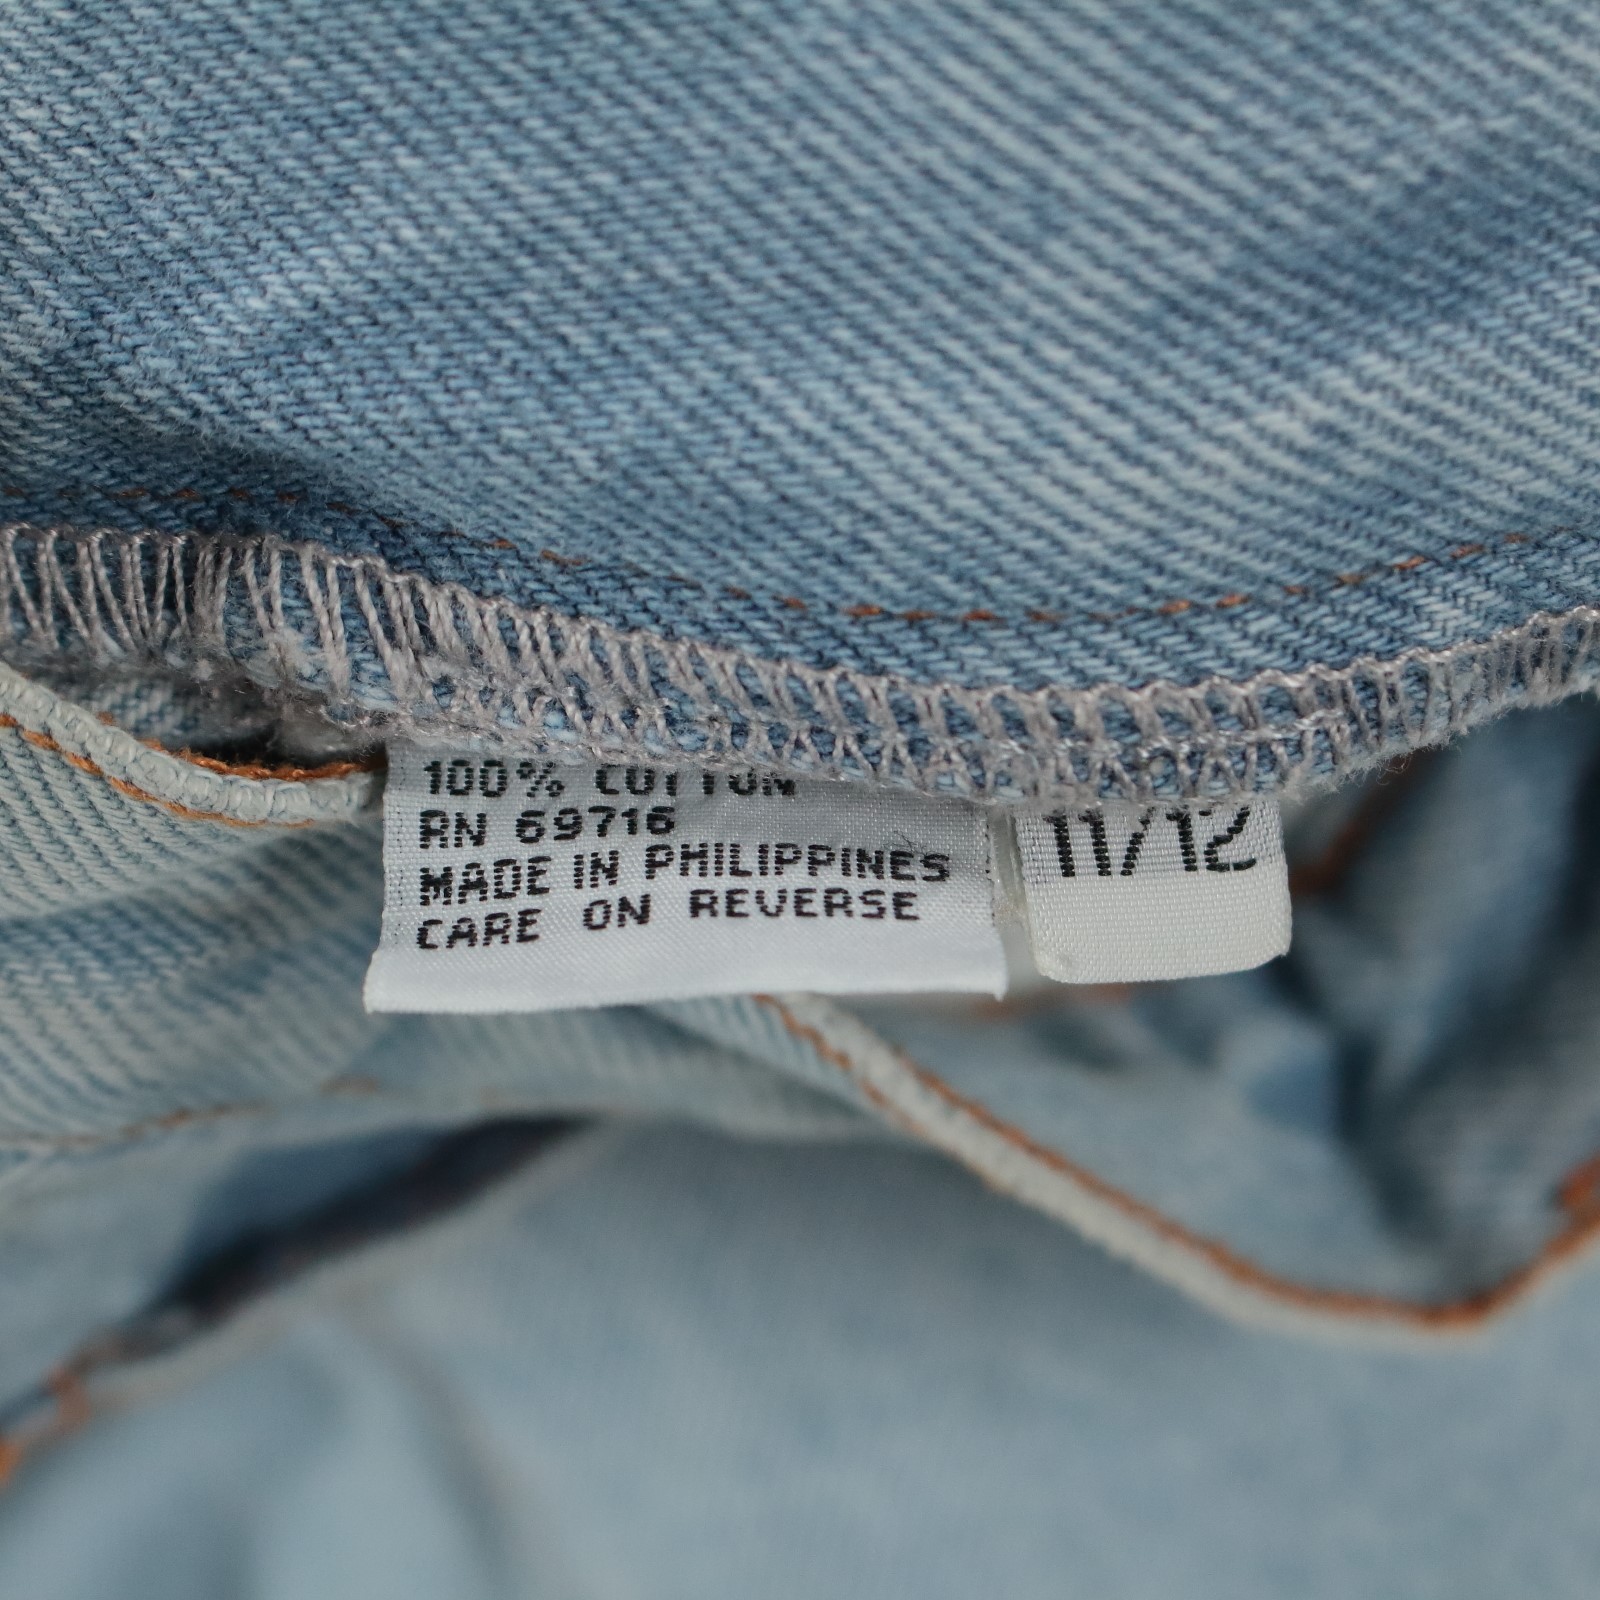 100% COTTON
RN 69716
MADE IN PHILIPPINES
CARE ON REVERSE
11/12